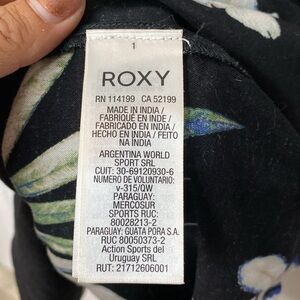 1
ROXY
RN 114199 CA 52199
MADE IN INDIA /
FABRIQUE EN INDE /
FABRICADO EN INDIA /
HECHO EN INDIA / FEITO
NA INDIA
ARGENTINA WORLD
SPORT SRL
CUIT: 30-69120930-6
NUMERO DE VOLUNTARIO:
v-315/QW
PARAGUAY:
MERCOSUR
SPORTS RUC:
80028213-2
PARAGUAY: GUATA PORA S.A.
RUC 80050373-2
Action Sports del
Uruguay SRL
RUT: 21712606001